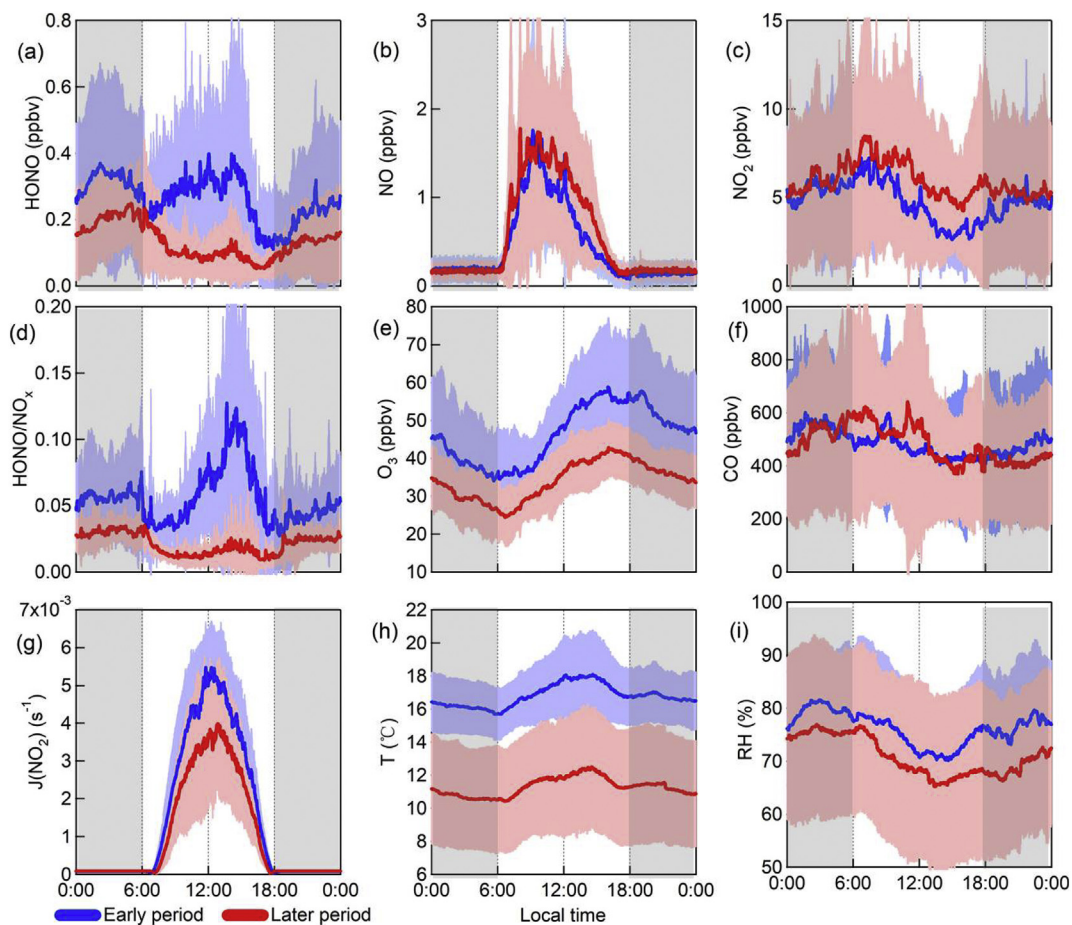 (a)
HONO (ppbv)
0.8
0.6
0.4
0.2
0.0
(b)
NO (ppbv)
3
2
1
0
(c)
NO2 (ppbv)
15
10
5
0
(d)
HONO/NOx
0.20
0.15
0.10
0.05
0.00
(e)
O3 (ppbv)
80
70
60
50
40
30
20
10
(f)
CO (ppbv)
1000
800
600
400
200
0
(g)
J(NO2) (s-1)
7x10-3
6
5
4
3
2
1
0
0:00 6:00 12:00 18:00 0:00
(h)
T (℃)
22
20
18
16
14
12
10
8
6
0:00 6:00 12:00 18:00 0:00
(i)
RH (%)
100
90
80
70
60
50
0:00 6:00 12:00 18:00 0:00
Early period Later period
Local time